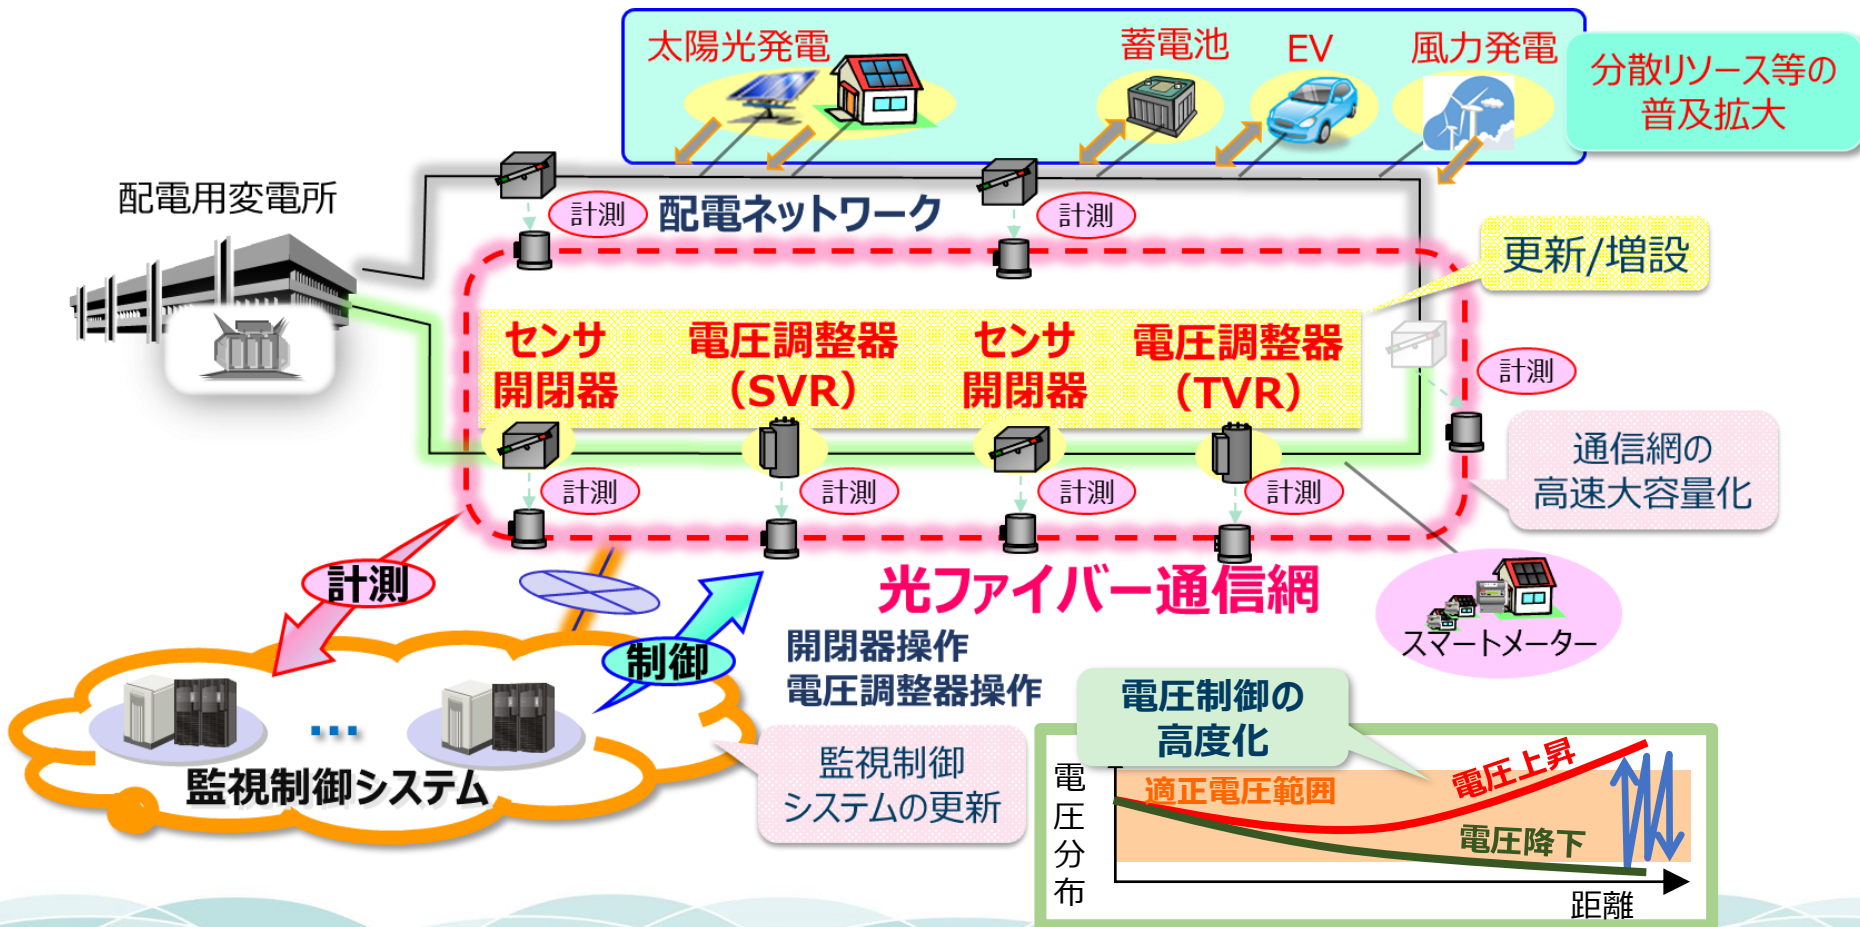 太陽光発電
蓄電池
EV
風力発電
分散リソース等の
普及拡大
配電用変電所
計測
配電ネットワーク
計測
更新/増設
センサ
開閉器
電圧調整器
（SVR）
センサ
開閉器
電圧調整器
（TVR）
計測
通信網の
高速大容量化
計測
計測
計測
計測
計測
光ファイバー通信網
制御
開閉器操作
電圧調整器操作
スマートメーター
…
監視制御システム
監視制御
システムの更新
電圧制御の
高度化
電圧分布
適正電圧範囲
電圧上昇
電圧降下
距離